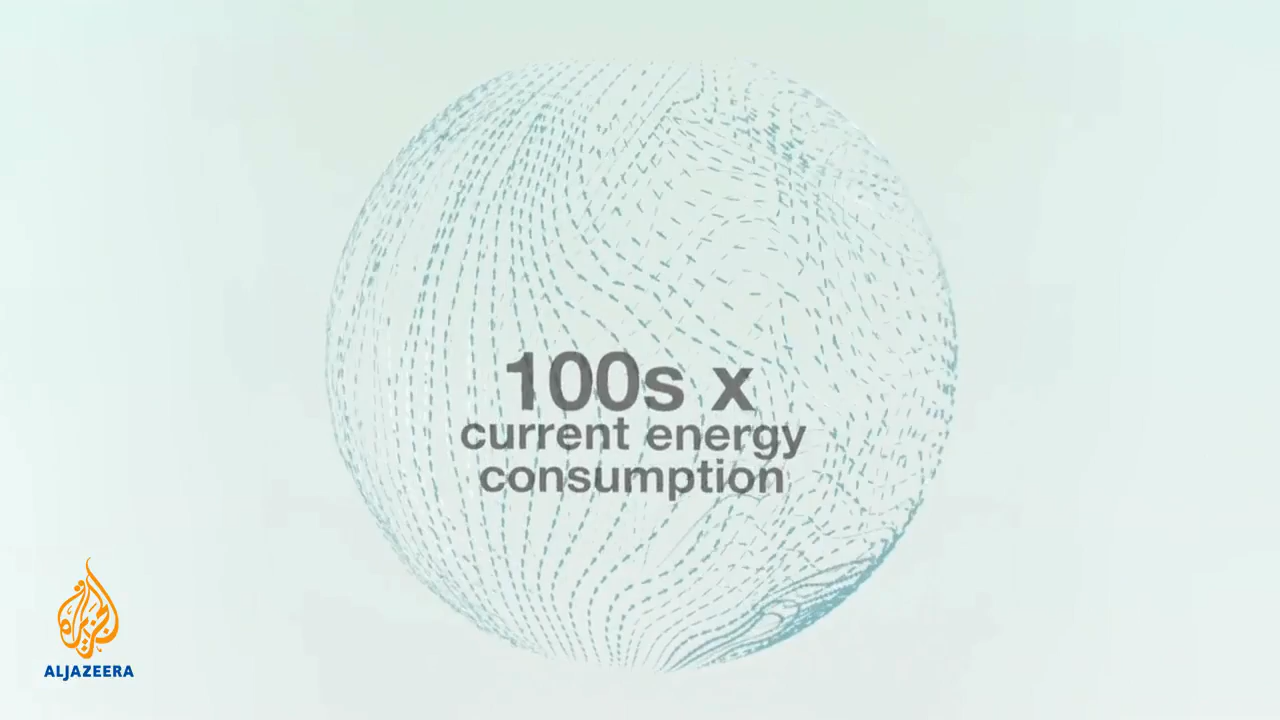 100s x
current energy
consumption
الجزيرة
ALJAZEERA